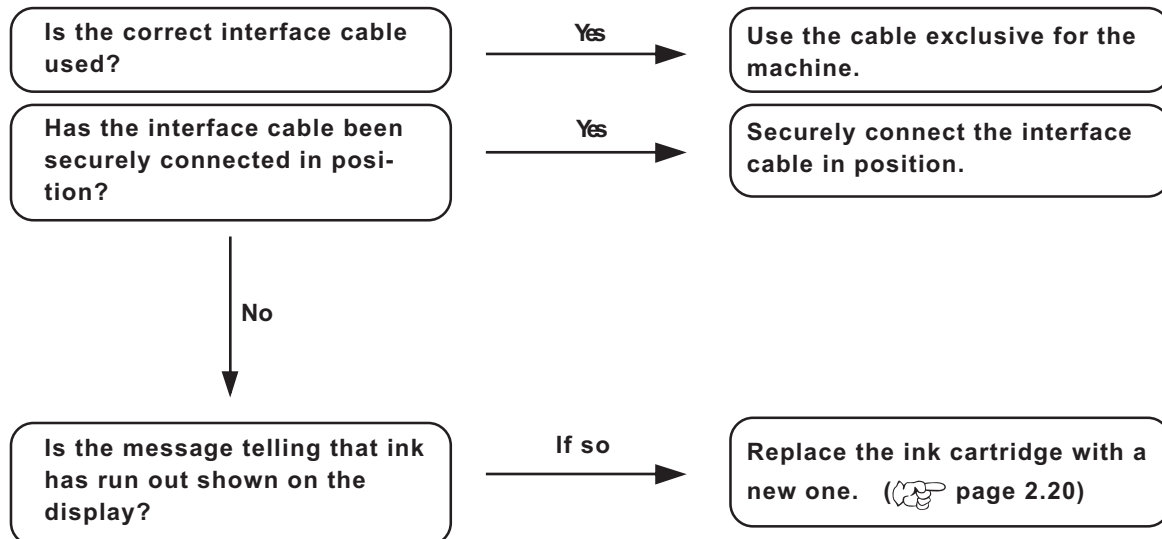 Is the correct interface cable
used?
Yes
Use the cable exclusive for the
machine.
Has the interface cable been
securely connected in posi-
tion?
Yes
Securely connect the interface
cable in position.
No
Is the message telling that ink
has run out shown on the
display?
If so
Replace the ink cartridge with a
new one. ( page 2.20)